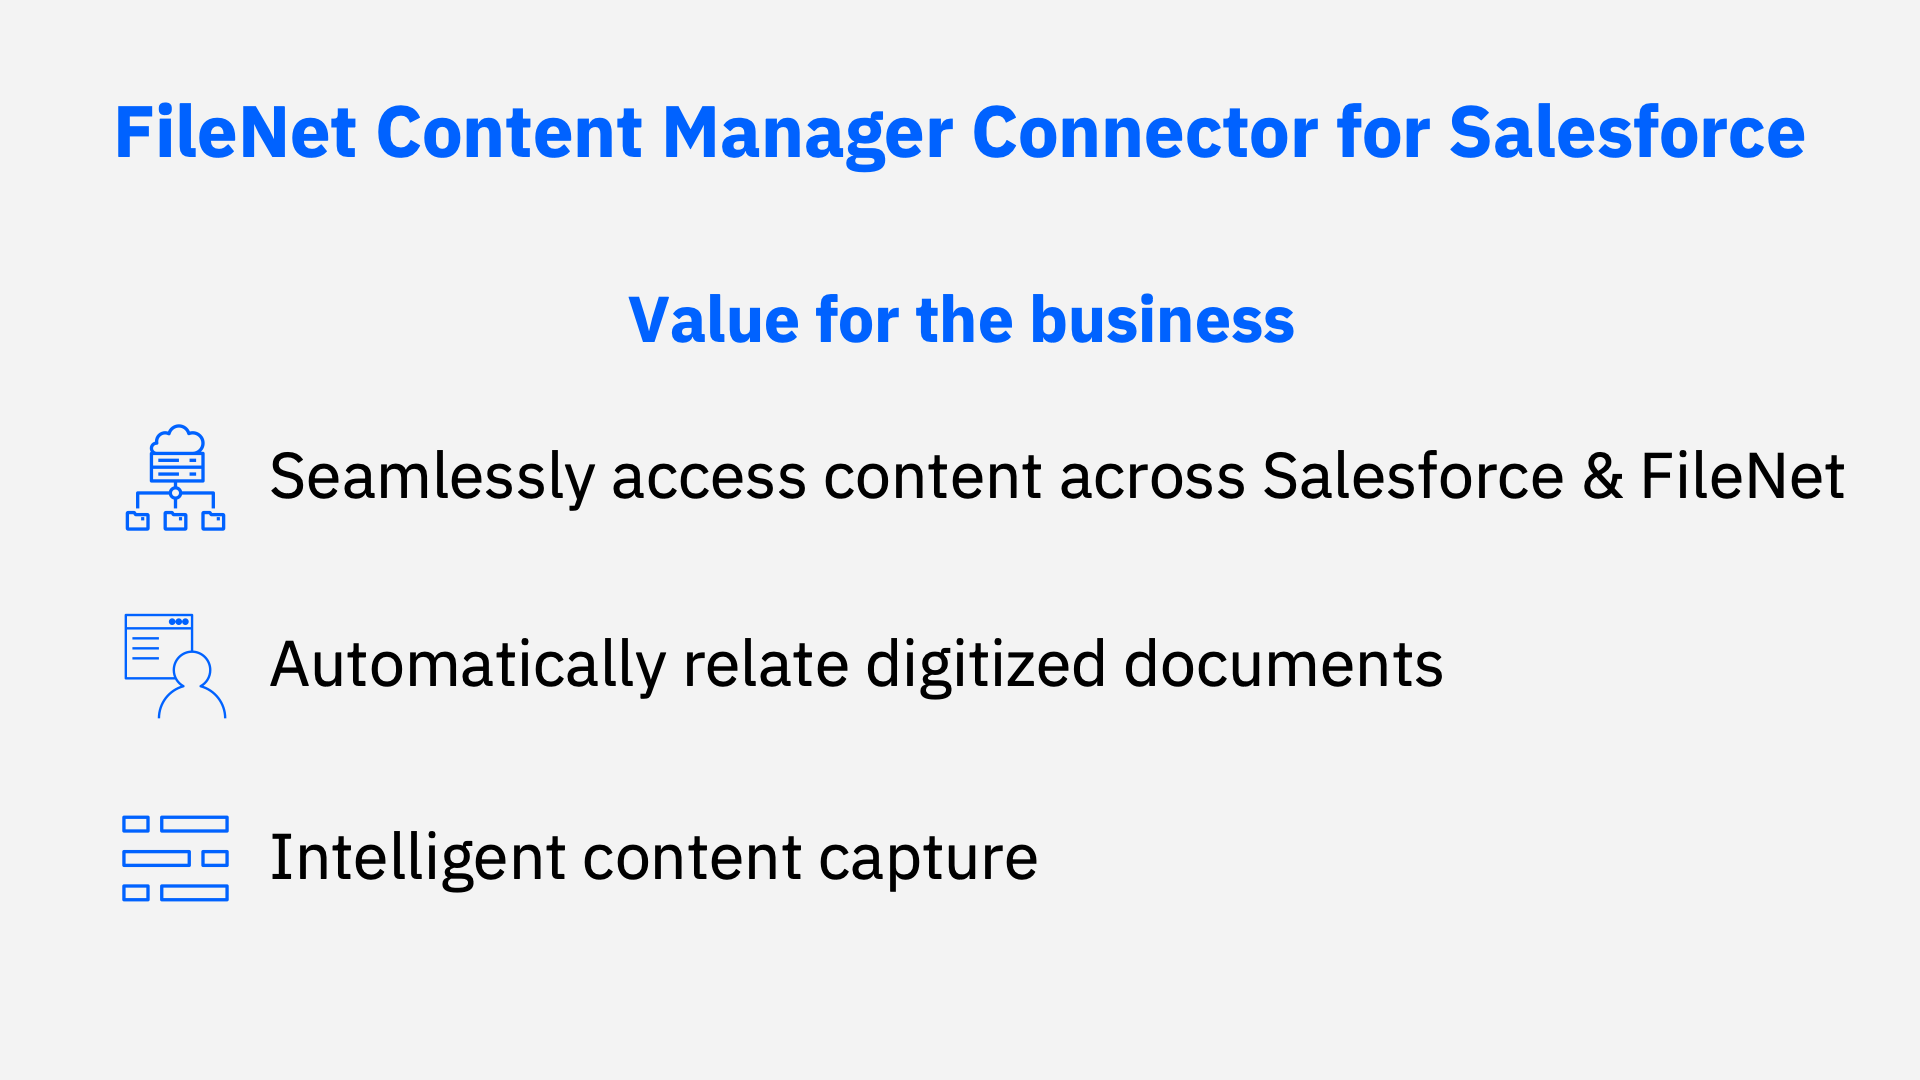 FileNet Content Manager Connector for Salesforce
Value for the business
Seamlessly access content across Salesforce & FileNet
Automatically relate digitized documents
Intelligent content capture